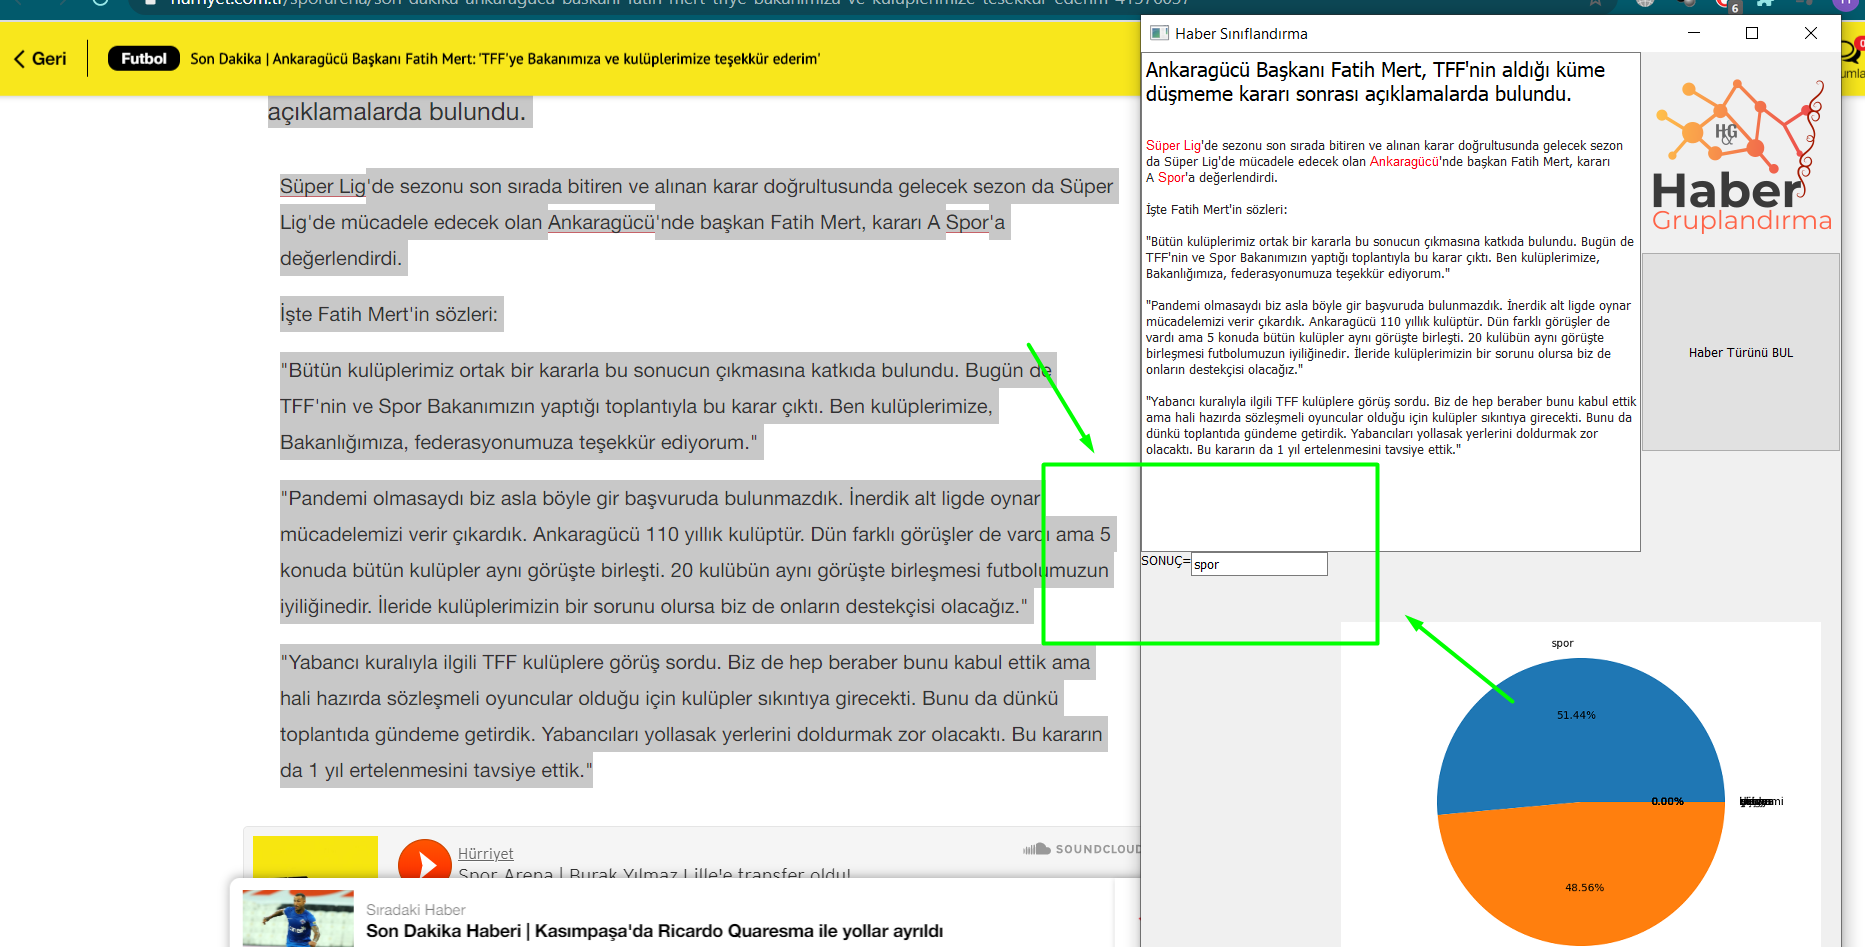 hurriyet.com.tr/sporarena/son-dakika-ankaragucu-baskani-fatih-mert-tffye-bakanimiza-ve-kuluplerimize-tesekkur-ederim-41576057
6
Geri
Futbol
Son Dakika | Ankaragücü Başkanı Fatih Mert: 'TFF'ye Bakanımıza ve kulüplerimize teşekkür ederim'
açıklamalarda bulundu.
Süper Lig'de sezonu son sırada bitiren ve alınan karar doğrultusunda gelecek sezon da Süper
Lig'de mücadele edecek olan Ankaragücü'nde başkan Fatih Mert, kararı A Spor'a
değerlendirdi.
İşte Fatih Mert'in sözleri:
"Bütün kulüplerimiz ortak bir kararla bu sonucun çıkmasına katkıda bulundu. Bugün de
TFF'nin ve Spor Bakanımızın yaptığı toplantıyla bu karar çıktı. Ben kulüplerimize,
Bakanlığımıza, federasyonumuza teşekkür ediyorum."
"Pandemi olmasaydı biz asla böyle gir başvuruda bulunmazdık. İnerdik alt ligde oynar
mücadelemizi verir çıkardık. Ankaragücü 110 yıllık kulüptür. Dün farklı görüşler de vardı ama 5
konuda bütün kulüpler aynı görüşte birleşti. 20 kulübün aynı görüşte birleşmesi futbolumuzun
iyiliğinedir. İleride kulüplerimizin bir sorunu olursa biz de onların destekçisi olacağız."
"Yabancı kuralıyla ilgili TFF kulüplere görüş sordu. Biz de hep beraber bunu kabul ettik ama
hali hazırda sözleşmeli oyuncular olduğu için kulüpler sıkıntıya girecekti. Bunu da dünkü
toplantıda gündeme getirdik. Yabancıları yollasak yerlerini doldurmak zor olacaktı. Bu kararın
da 1 yıl ertelenmesini tavsiye ettik."
Hürriyet
Spor Arena | Burak Yılmaz Lille'e transfer oldu!
SOUNDCLOUD
Sıradaki Haber
Son Dakika Haberi | Kasımpaşa'da Ricardo Quaresma ile yollar ayrıldı
Haber Sınıflandırma
Ankaragücü Başkanı Fatih Mert, TFF'nin aldığı küme
düşmeme kararı sonrası açıklamalarda bulundu.
Süper Lig'de sezonu son sırada bitiren ve alınan karar doğrultusunda gelecek sezon
da Süper Lig'de mücadele edecek olan Ankaragücü'nde başkan Fatih Mert, kararı
A Spor'a değerlendirdi.
İşte Fatih Mert'in sözleri:
"Bütün kulüplerimiz ortak bir kararla bu sonucun çıkmasına katkıda bulundu. Bugün de
TFF'nin ve Spor Bakanımızın yaptığı toplantıyla bu karar çıktı. Ben kulüplerimize,
Bakanlığımıza, federasyonumuza teşekkür ediyorum."
"Pandemi olmasaydı biz asla böyle gir başvuruda bulunmazdık. İnerdik alt ligde oynar
mücadelemizi verir çıkardık. Ankaragücü 110 yıllık kulüptür. Dün farklı görüşler de
vardı ama 5 konuda bütün kulüpler aynı görüşte birleşti. 20 kulübün aynı görüşte
birleşmesi futbolumuzun iyiliğinedir. İleride kulüplerimizin bir sorunu olursa biz de
onların destekçisi olacağız."
"Yabancı kuralıyla ilgili TFF kulüplere görüş sordu. Biz de hep beraber bunu kabul ettik
ama hali hazırda sözleşmeli oyuncular olduğu için kulüpler sıkıntıya girecekti. Bunu da
dünkü toplantıda gündeme getirdik. Yabancıları yollasak yerlerini doldurmak zor
olacaktı. Bu kararın da 1 yıl ertelenmesini tavsiye ettik."
H&G
Haber
Gruplandırma
Haber Türünü BUL
SONUÇ=
spor
spor
51.44%
0.00%
48.56%